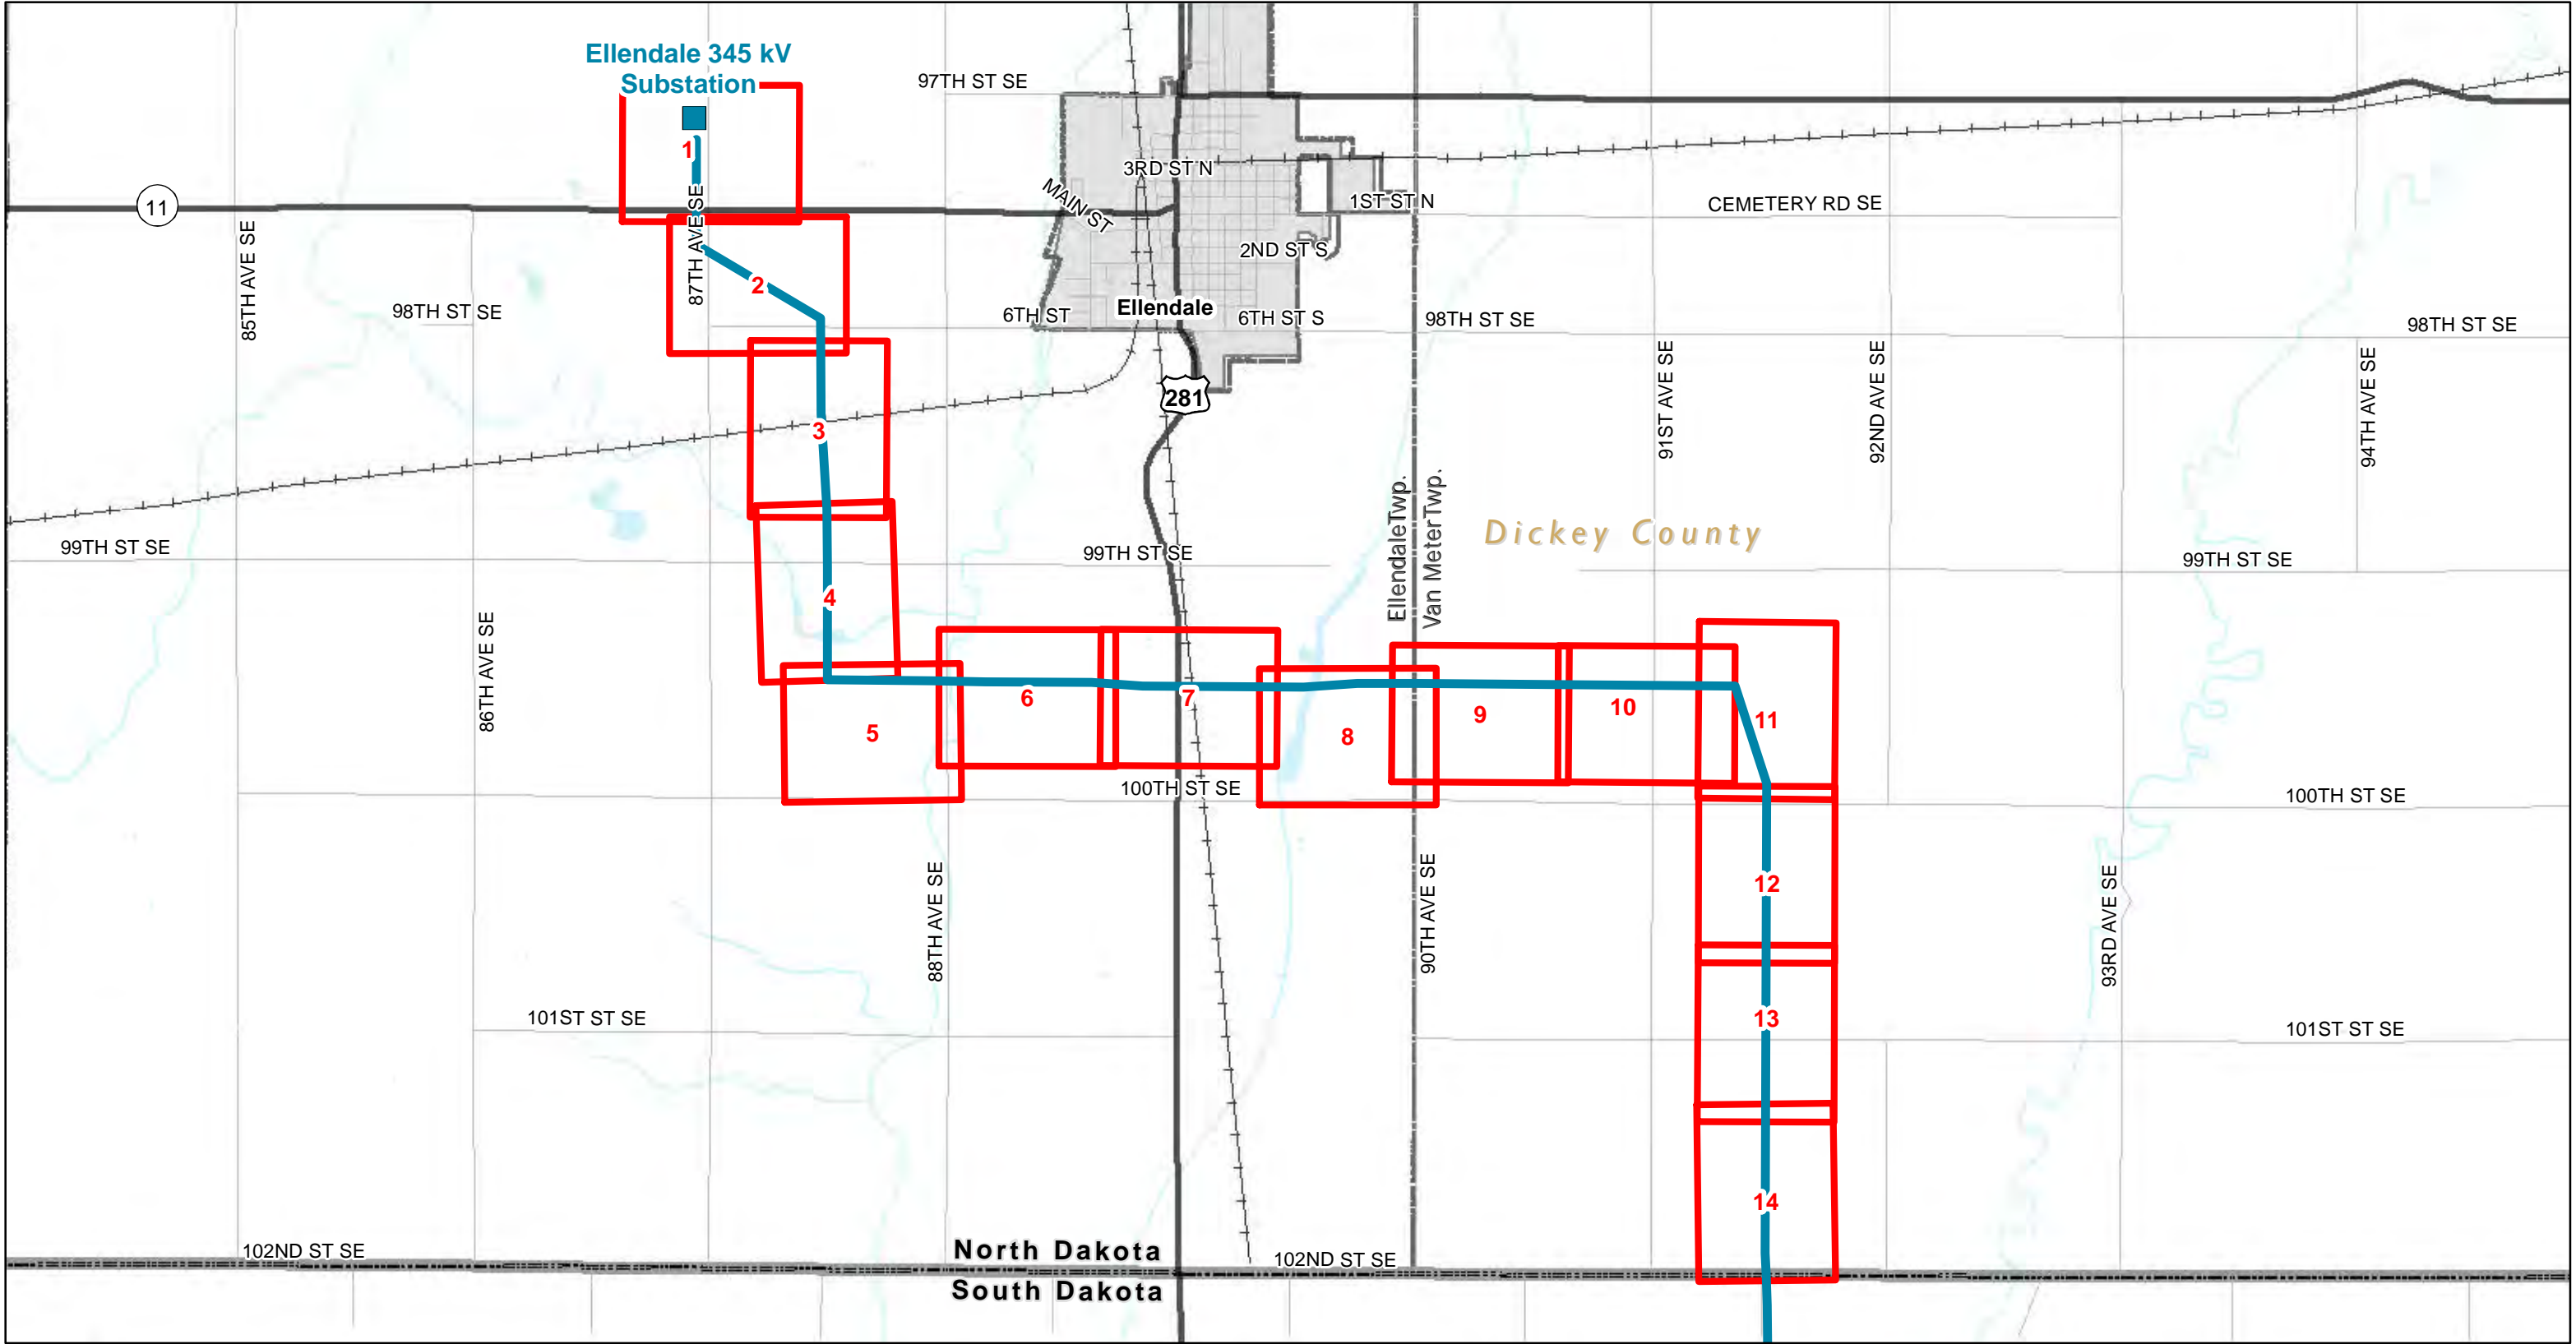 Ellendale 345 kV
Substation
97TH ST SE
1
3RD ST N
11
87TH AVE SE
MAIN ST
1ST ST N
CEMETERY RD SE
85TH AVE SE
2ND ST S
2
98TH ST SE
6TH ST
Ellendale
6TH ST S
98TH ST SE
98TH ST SE
281
91ST AVE SE
92ND AVE SE
94TH AVE SE
3
Ellendale Twp.
Van Meter Twp.
Dickey County
99TH ST SE
99TH ST SE
99TH ST SE
4
86TH AVE SE
5
6
7
8
9
10
11
100TH ST SE
100TH ST SE
12
88TH AVE SE
90TH AVE SE
93RD AVE SE
101ST ST SE
13
101ST ST SE
14
102ND ST SE
North Dakota
102ND ST SE
South Dakota